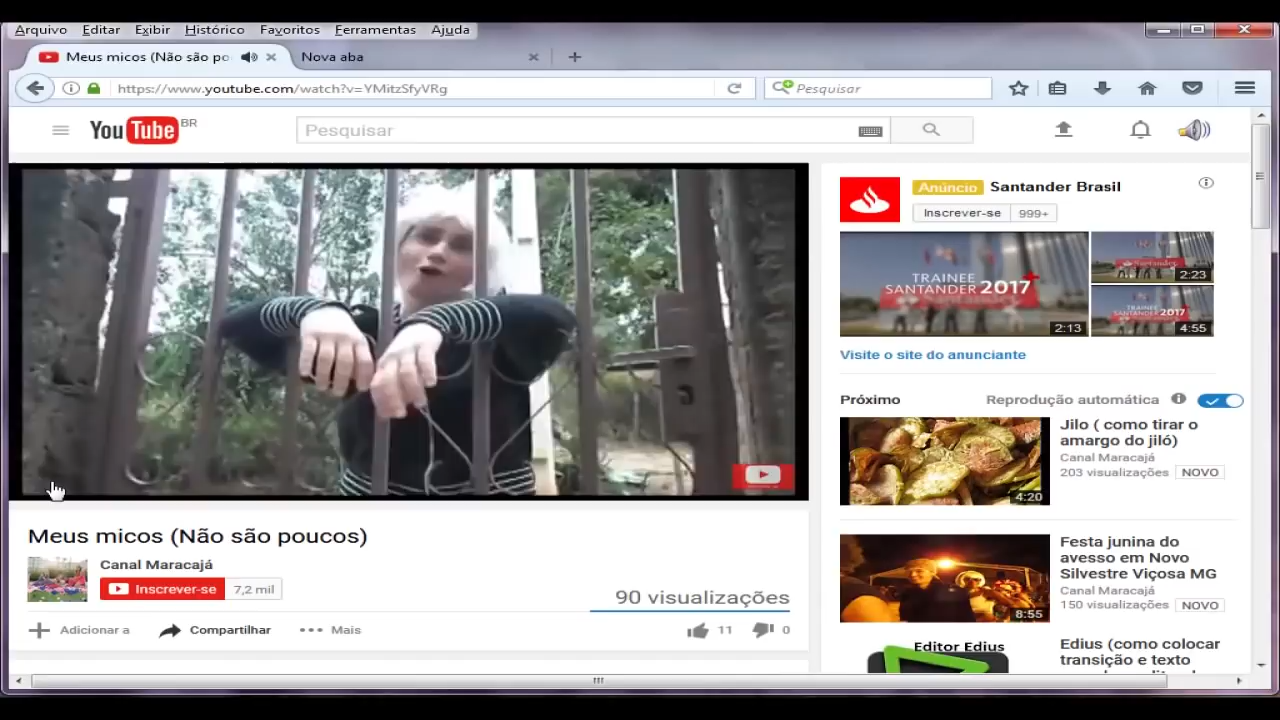 Arquivo Editar Exibir Histórico Favoritos Ferramentas Ajuda
Meus micos (Não são po
Nova aba
https://www.youtube.com/watch?v=YMitzSfyVRg
Pesquisar
YouTube BR
Pesquisar
Anúncio Santander Brasil
Inscrever-se 999+
TRAINEE
SANTANDER 2017
2:13
Santander
2:23
SANTANDER 2017
4:55
Visite o site do anunciante
Próximo Reprodução automática
Jilo ( como tirar o
amargo do jiló)
Canal Maracajá
203 visualizações NOVO
4:20
Meus micos (Não são poucos)
Canal Maracajá
Inscrever-se 7,2 mil
90 visualizações
Adicionar a Compartilhar Mais 11 0
Festa junina do
avesso em Novo
Silvestre Viçosa MG
Canal Maracajá
150 visualizações NOVO
8:55
Editor Edius
Edius (como colocar
transição e texto